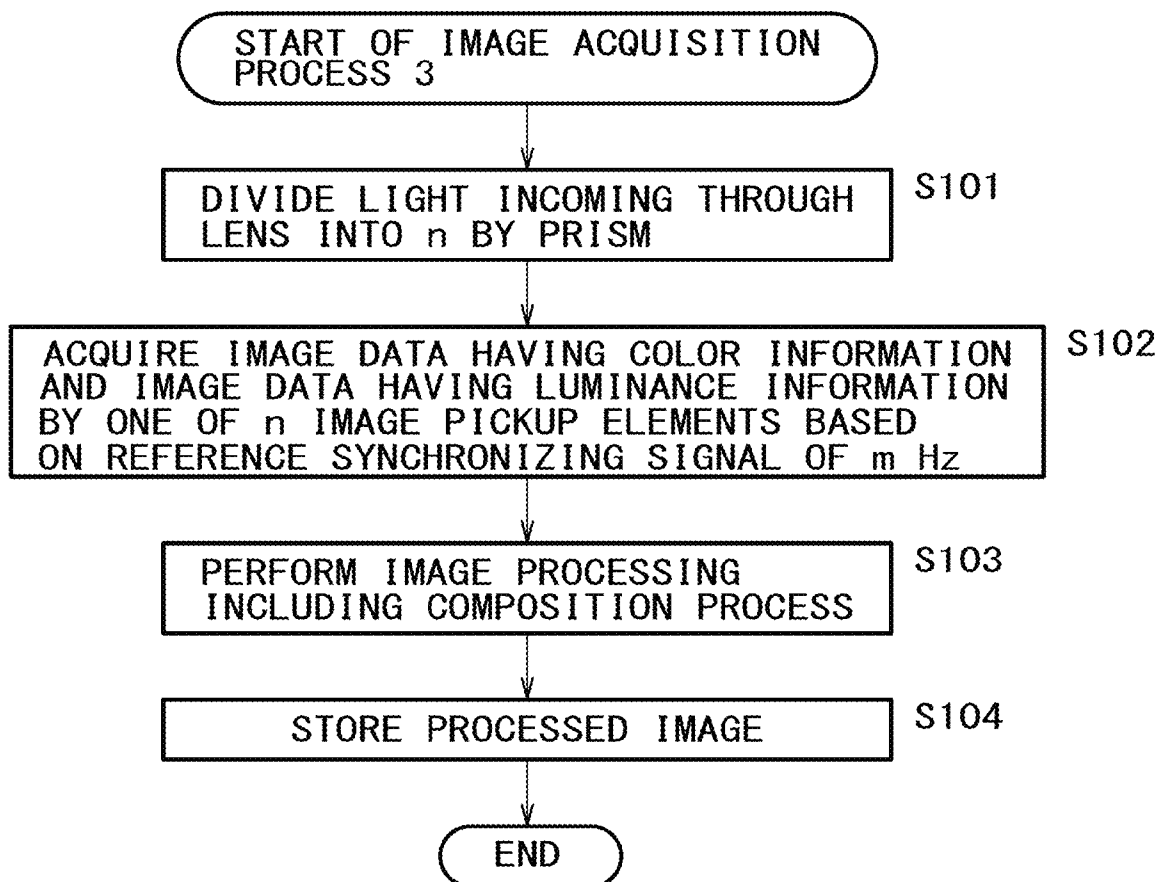 START OF IMAGE ACQUISITION
PROCESS 3
DIVIDE LIGHT INCOMING THROUGH
LENS INTO n BY PRISM
S101
ACQUIRE IMAGE DATA HAVING COLOR INFORMATION
AND IMAGE DATA HAVING LUMINANCE INFORMATION
BY ONE OF n IMAGE PICKUP ELEMENTS BASED
ON REFERENCE SYNCHRONIZING SIGNAL OF m Hz
S102
PERFORM IMAGE PROCESSING
INCLUDING COMPOSITION PROCESS
S103
STORE PROCESSED IMAGE
S104
END